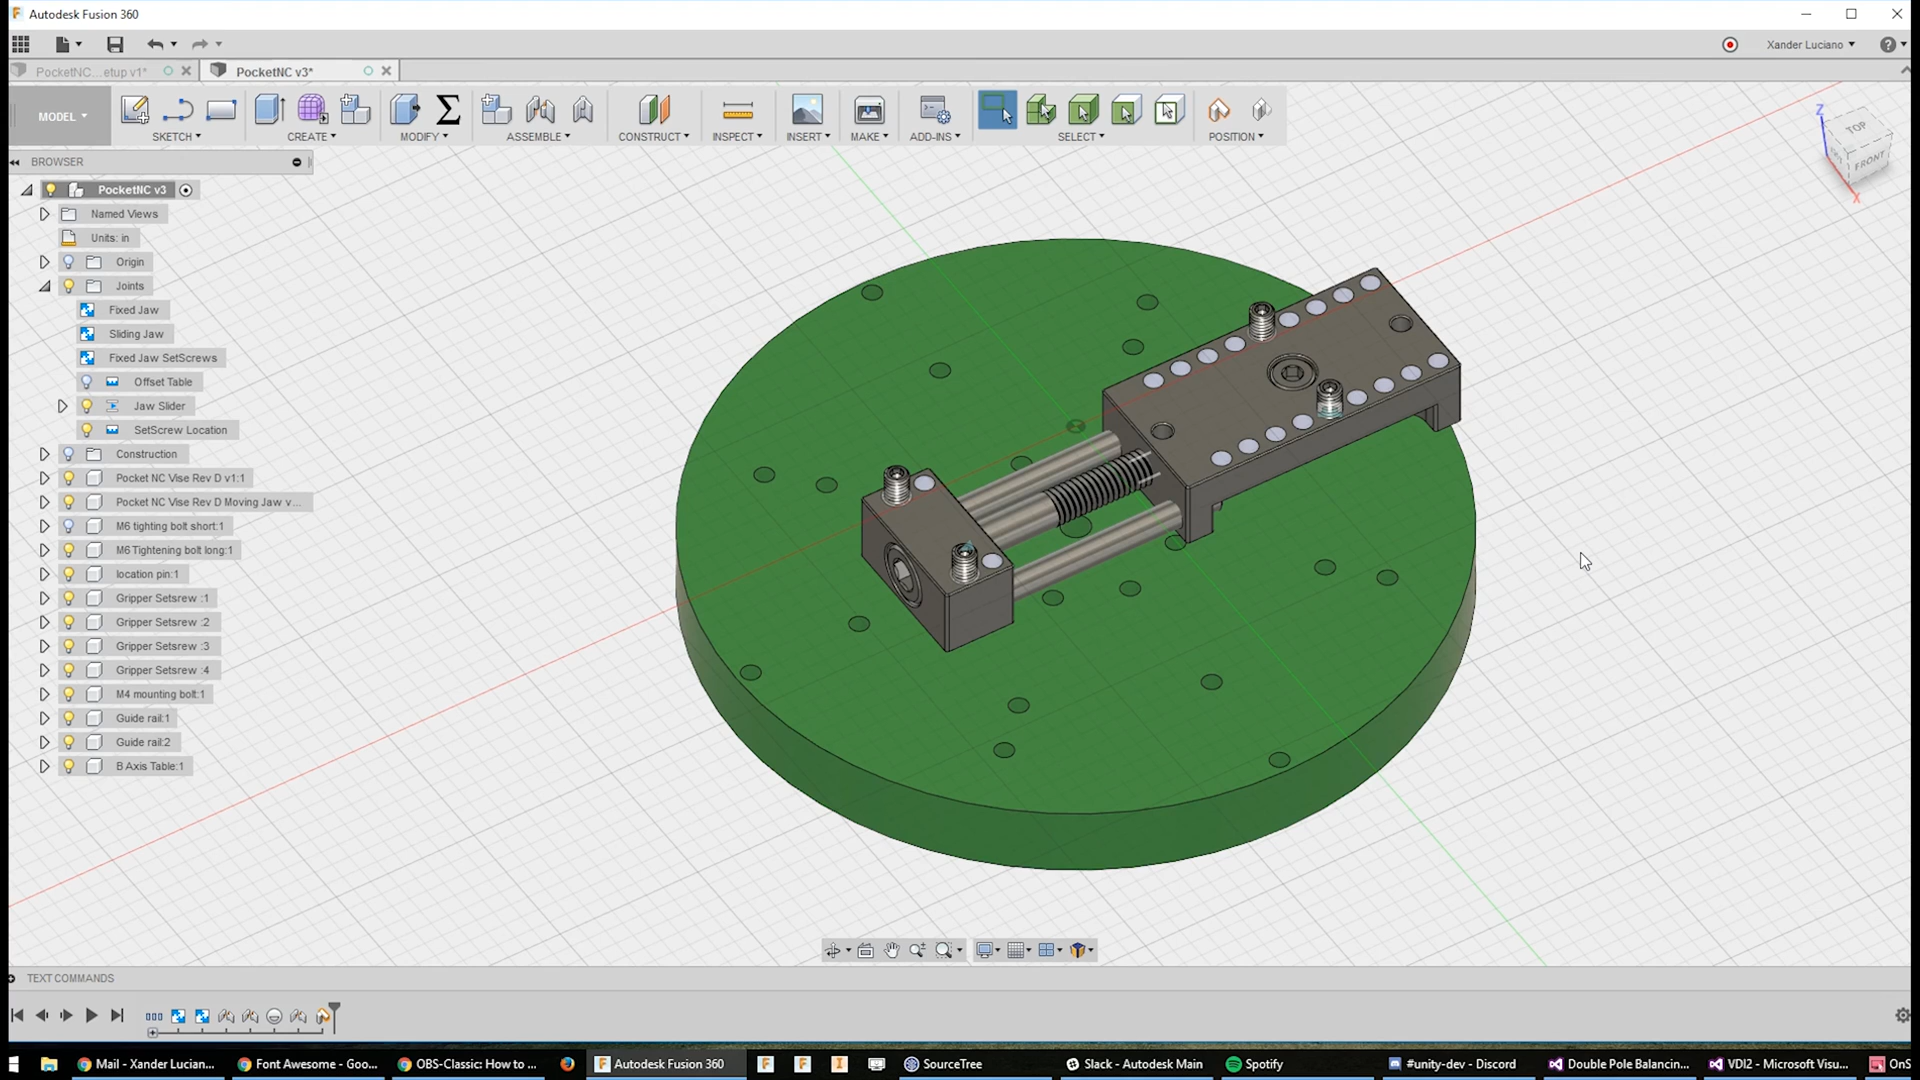 Autodesk Fusion 360
Xander Luciano
PocketNC...etup v1*
PocketNC v3*
MODEL
SKETCH
CREATE
MODIFY
ASSEMBLE
CONSTRUCT
INSPECT
INSERT
MAKE
ADD-INS
SELECT
POSITION
Z
TOP
FRONT
X
BROWSER
PocketNC v3
Named Views
Units: in
Origin
Joints
Fixed Jaw
Sliding Jaw
Fixed Jaw SetScrews
Offset Table
Jaw Slider
SetScrew Location
Construction
Pocket NC Vise Rev D v1:1
Pocket NC Vise Rev D Moving Jaw v...
M6 tighting bolt short:1
M6 Tightening bolt long:1
location pin:1
Gripper Setsrew :1
Gripper Setsrew :2
Gripper Setsrew :3
Gripper Setsrew :4
M4 mounting bolt:1
Guide rail:1
Guide rail:2
B Axis Table:1
TEXT COMMANDS
Mail - Xander Lucian...
Font Awesome - Goo...
OBS-Classic: How to ...
Autodesk Fusion 360
SourceTree
Slack - Autodesk Main
Spotify
#unity-dev - Discord
Double Pole Balancin...
VDI2 - Microsoft Visu...
OnS